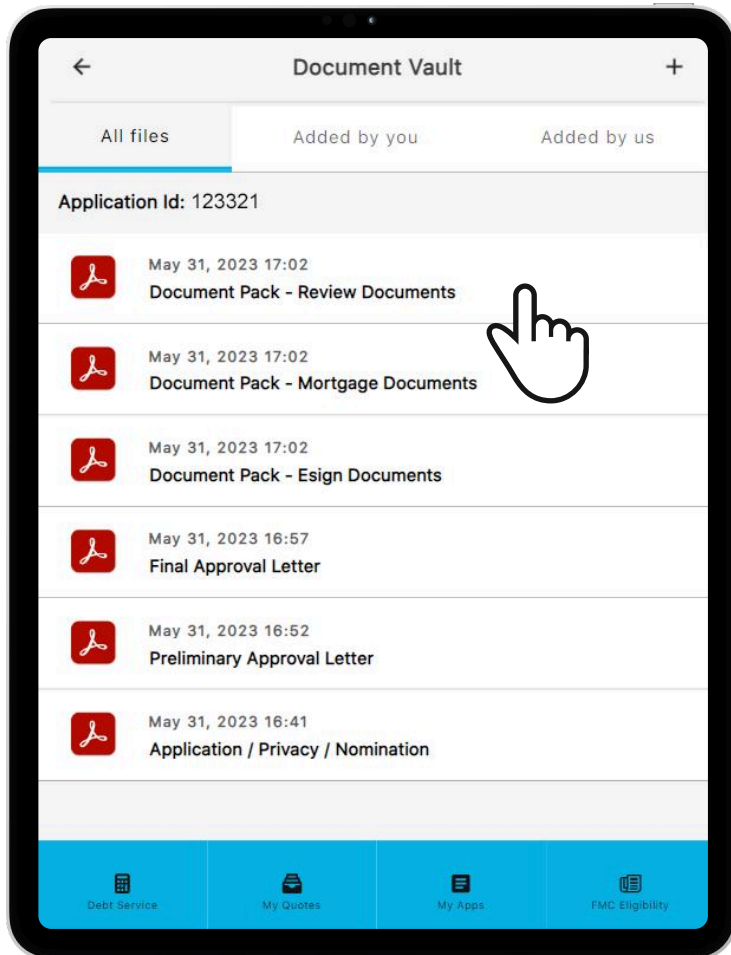 Document Vault
All files
Added by you
Added by us
Application Id: 123321
May 31, 2023 17:02
Document Pack - Review Documents
May 31, 2023 17:02
Document Pack - Mortgage Documents
May 31, 2023 17:02
Document Pack - Esign Documents
May 31, 2023 16:57
Final Approval Letter
May 31, 2023 16:52
Preliminary Approval Letter
May 31, 2023 16:41
Application / Privacy / Nomination
Debt Service
My Quotes
My Apps
FMC Eligibility